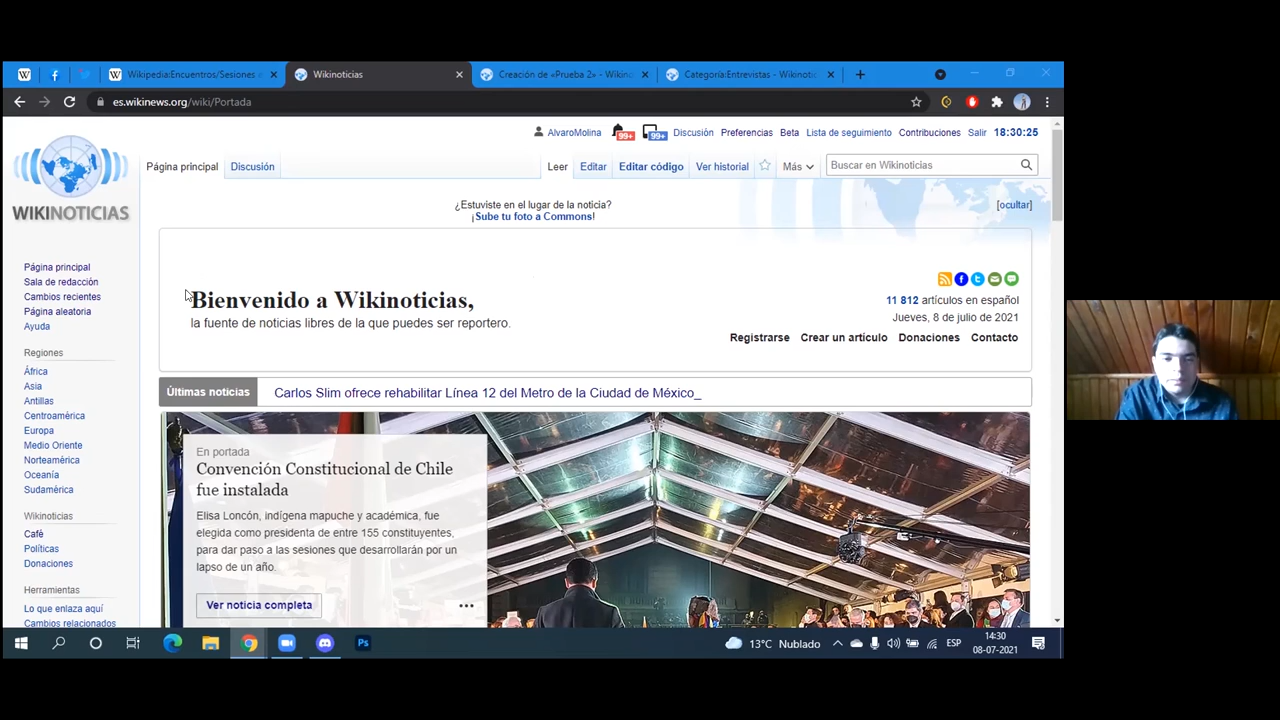 Wikipedia:Encuentros/Sesiones e
Wikinoticias
Creación de «Prueba 2» - Wikino
Categoría:Entrevistas - Wikinotic
es.wikinews.org/wiki/Portada
AlvaroMolina 99+ 99+ Discusión Preferencias Beta Lista de seguimiento Contribuciones Salir 18:30:25
Página principal Discusión Leer Editar Editar código Ver historial Más Buscar en Wikinoticias
WIKINOTICIAS
¿Estuviste en el lugar de la noticia?
¡Sube tu foto a Commons!
[ocultar]
Página principal
Sala de redacción
Cambios recientes
Página aleatoria
Ayuda
Regiones
África
Asia
Antillas
Centroamérica
Europa
Medio Oriente
Norteamérica
Oceanía
Sudamérica
Wikinoticias
Café
Políticas
Donaciones
Herramientas
Lo que enlaza aquí
Cambios relacionados
Bienvenido a Wikinoticias,
la fuente de noticias libres de la que puedes ser reportero.
11 812 artículos en español
Jueves, 8 de julio de 2021
Registrarse Crear un artículo Donaciones Contacto
Últimas noticias Carlos Slim ofrece rehabilitar Línea 12 del Metro de la Ciudad de México_
En portada
Convención Constitucional de Chile
fue instalada
Elisa Loncón, indígena mapuche y académica, fue
elegida como presidenta de entre 155 constituyentes,
para dar paso a las sesiones que desarrollarán por un
lapso de un año.
Ver noticia completa
Ps
13°C Nublado
ESP
14:30
08-07-2021